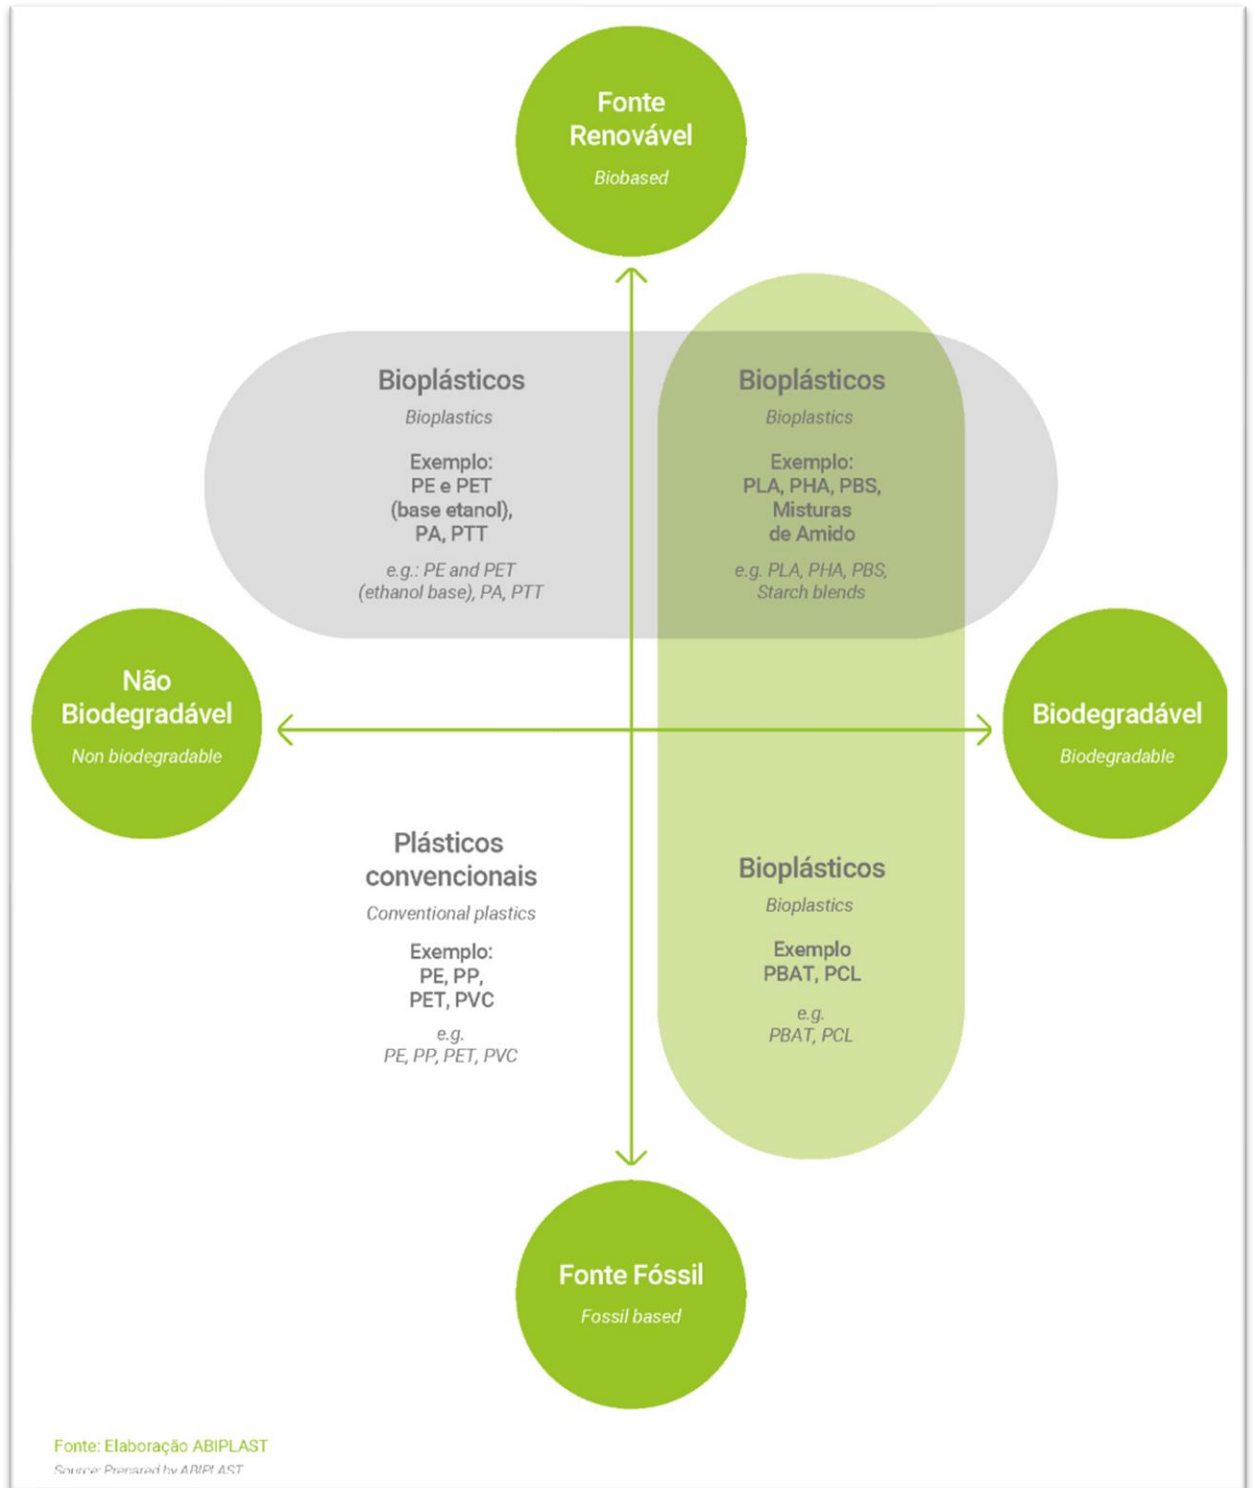 Fonte
Renovável
Biobased
Bioplásticos
Bioplastics
Exemplo:
PE e PET
(base etanol),
PA, PTT
e.g.: PE and PET
(ethanol base), PA, PTT
Bioplásticos
Bioplastics
Exemplo:
PLA, PHA, PBS,
Misturas
de Amido
e.g. PLA, PHA, PBS,
Starch blends
Não
Biodegradável
Non biodegradable
Biodegradável
Biodegradable
Plásticos
convencionais
Conventional plastics
Exemplo:
PE, PP,
PET, PVC
e.g.
PE, PP, PET, PVC
Bioplásticos
Bioplastics
Exemplo
PBAT, PCL
e.g.
PBAT, PCL
Fonte Fóssil
Fossil based
Fonte: Elaboração ABIPLAST
Source: Prepared by ABIPLAST